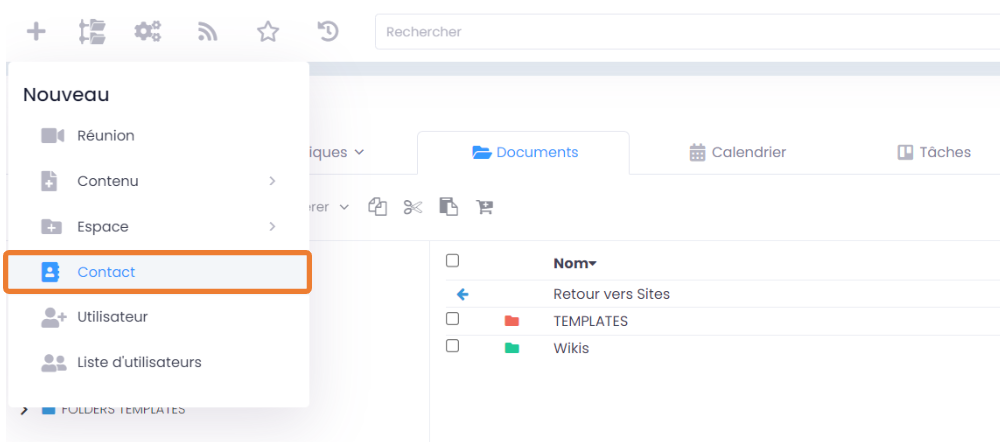 Rechercher
Nouveau
Réunion
Contenu
Espace
Contact
Utilisateur
Liste d'utilisateurs
iques
Documents
Calendrier
Tâches
rer
Nom
Retour vers Sites
TEMPLATES
Wikis
FOLDERS TEMPLATES